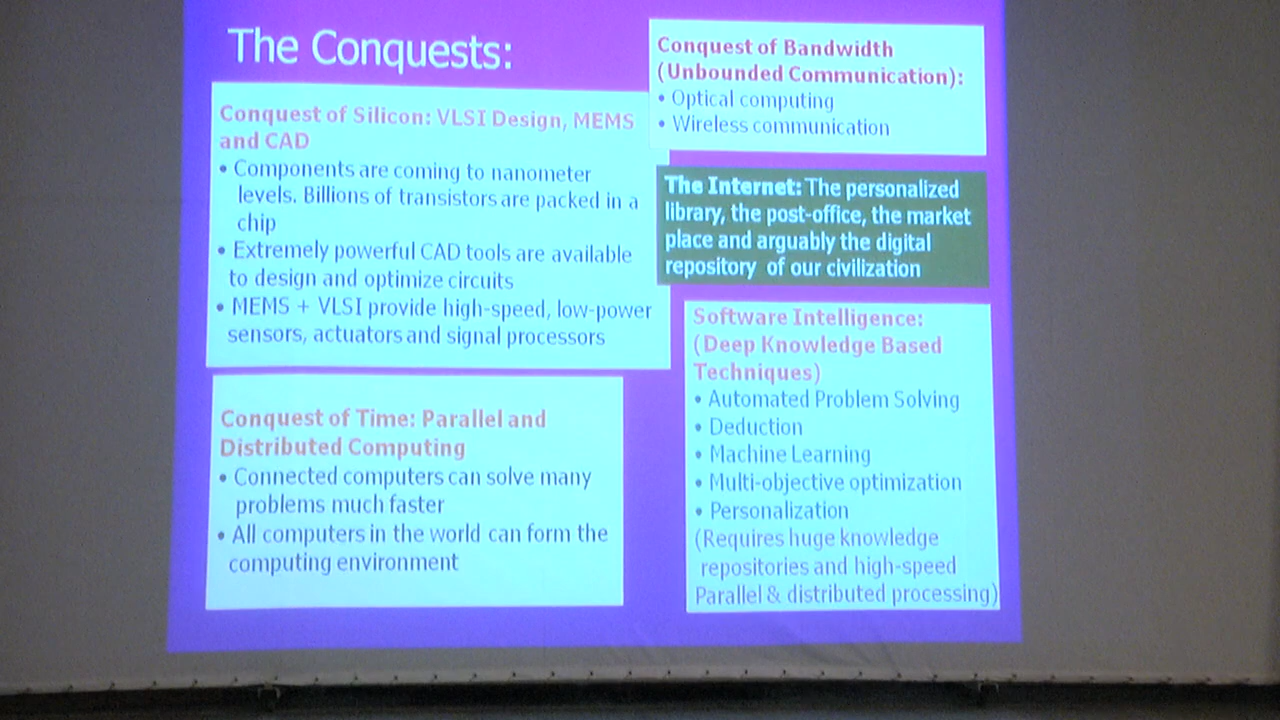 The Conquests:
Conquest of Silicon: VLSI Design, MEMS
and CAD
• Components are coming to nanometer
levels. Billions of transistors are packed in a
chip
• Extremely powerful CAD tools are available
to design and optimize circuits
• MEMS + VLSI provide high-speed, low-power
sensors, actuators and signal processors
Conquest of Time: Parallel and
Distributed Computing
• Connected computers can solve many
problems much faster
• All computers in the world can form the
computing environment
Conquest of Bandwidth
(Unbounded Communication):
• Optical computing
• Wireless communication
The Internet: The personalized
library, the post-office, the market
place and arguably the digital
repository of our civilization
Software Intelligence:
(Deep Knowledge Based
Techniques)
• Automated Problem Solving
• Deduction
• Machine Learning
• Multi-objective optimization
• Personalization
(Requires huge knowledge
repositories and high-speed
Parallel & distributed processing)